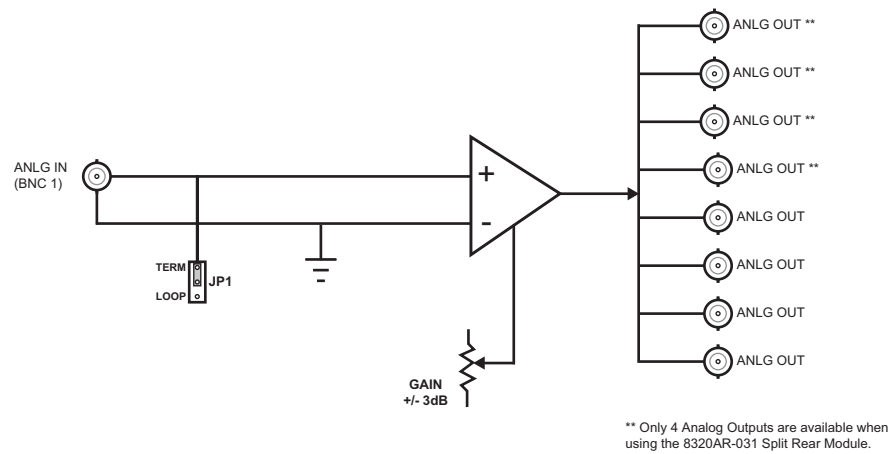 ANLG OUT **
ANLG OUT **
ANLG OUT **
ANLG IN
(BNC 1)
ANLG OUT **
+
-
ANLG OUT
TERM
JP1
LOOP
ANLG OUT
ANLG OUT
ANLG OUT
GAIN
+/- 3dB
** Only 4 Analog Outputs are available when
using the 8320AR-031 Split Rear Module.